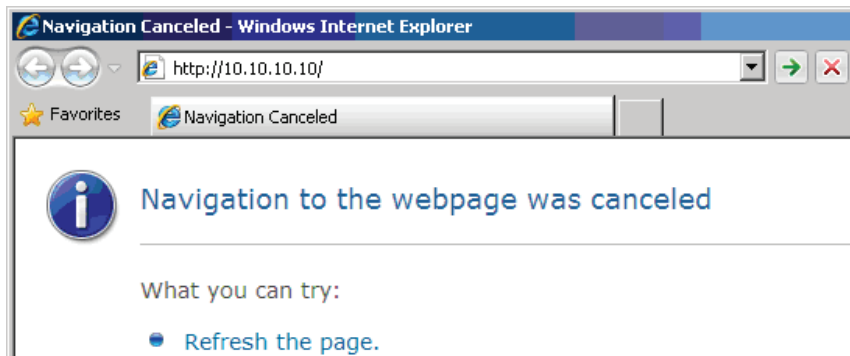 Navigation Canceled - Windows Internet Explorer
http://10.10.10.10/
Favorites
Navigation Canceled
Navigation to the webpage was canceled
What you can try:
Refresh the page.